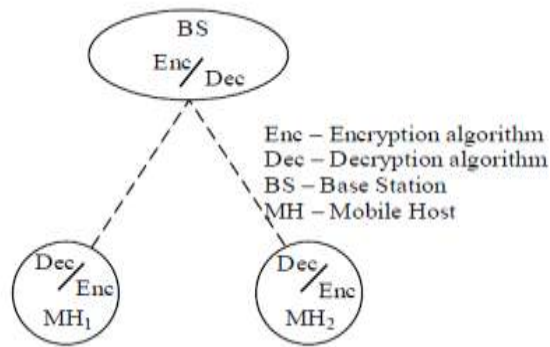 BS
Enc
Dec
Enc – Encryption algorithm
Dec – Decryption algorithm
BS – Base Station
MH – Mobile Host
Dec
Enc
MH₁
Dec
Enc
MH₂